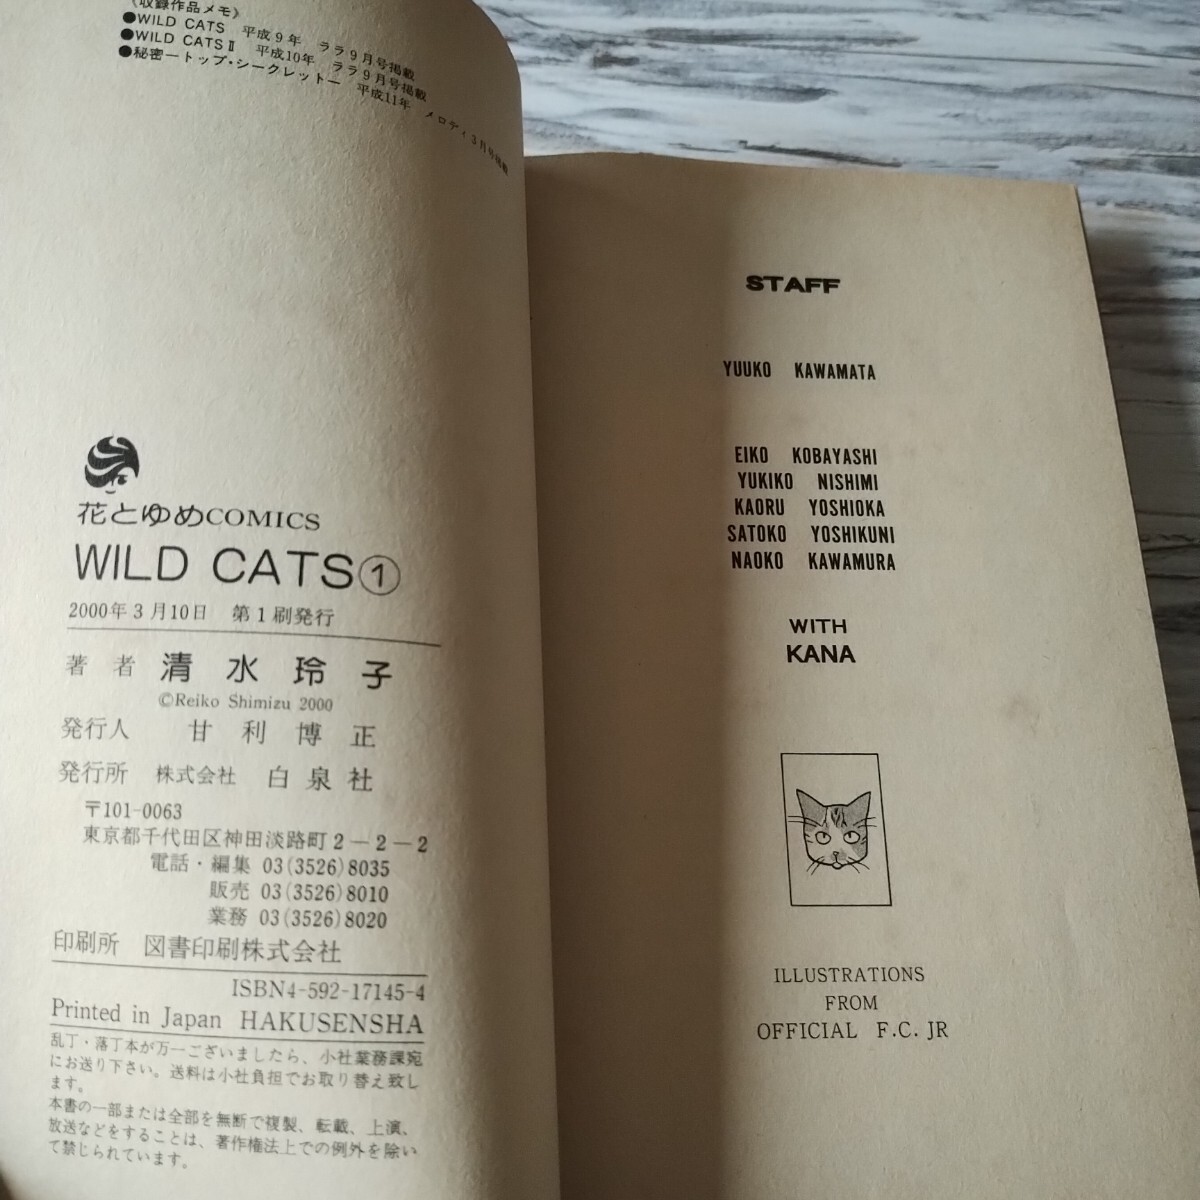 《収録作品メモ》
●WILD CATS 平成9年 ララ9月号掲載
●WILD CATSⅡ 平成10年 ララ9月号掲載
●秘密―トップ・シークレット― 平成11年 メロディ3月号掲載
花とゆめCOMICS
WILD CATS①
2000年3月10日 第1刷発行
著者 清水玲子
©Reiko Shimizu 2000
発行人 甘利博正
発行所 株式会社 白泉社
〒101-0063
東京都千代田区神田淡路町2－2－2
電話・編集 03(3526)8035
販売 03(3526)8010
業務 03(3526)8020
印刷所 図書印刷株式会社
ISBN4-592-17145-4
Printed in Japan HAKUSENSHA
乱丁・落丁本が万一ございましたら、小社業務課宛
にお送り下さい。送料は小社負担でお取り替え致し
ます。
本書の一部または全部を無断で複製、転載、上演、
放送などをすることは、著作権法上での例外を除い
て禁じられています。
STAFF
YUUKO KAWAMATA
EIKO KOBAYASHI
YUKIKO NISHIMI
KAORU YOSHIOKA
SATOKO YOSHIKUNI
NAOKO KAWAMURA
WITH
KANA
ILLUSTRATIONS
FROM
OFFICIAL F.C. JR